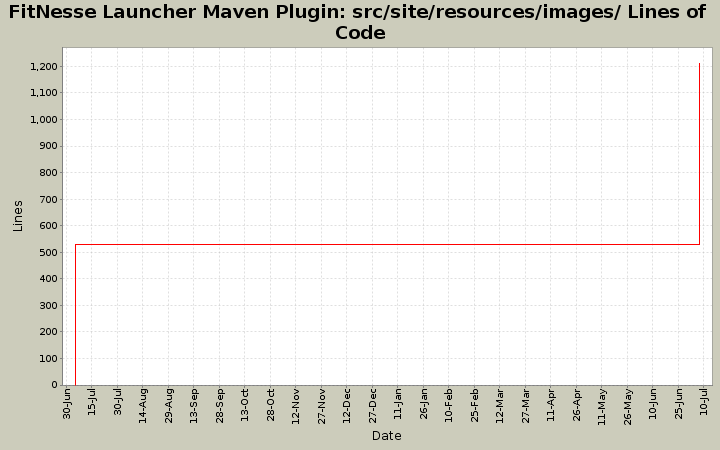 FitNesse Launcher Maven Plugin: src/site/resources/images/ Lines of
Code
1,200
1,100
1,000
900
800
700
600
500
400
300
200
100
0
Lines
30-Jun
15-Jul
30-Jul
14-Aug
29-Aug
13-Sep
28-Sep
13-Oct
28-Oct
12-Nov
27-Nov
12-Dec
27-Dec
11-Jan
26-Jan
10-Feb
25-Feb
12-Mar
27-Mar
11-Apr
26-Apr
11-May
26-May
10-Jun
25-Jun
10-Jul
Date